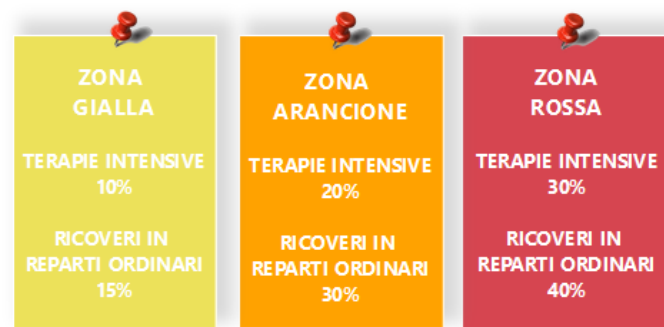 ZONA
GIALLA
TERAPIE INTENSIVE
10%
RICOVERI IN
REPARTI ORDINARI
15%
ZONA
ARANCIONE
TERAPIE INTENSIVE
20%
RICOVERI IN
REPARTI ORDINARI
30%
ZONA
ROSSA
TERAPIE INTENSIVE
30%
RICOVERI IN
REPARTI ORDINARI
40%